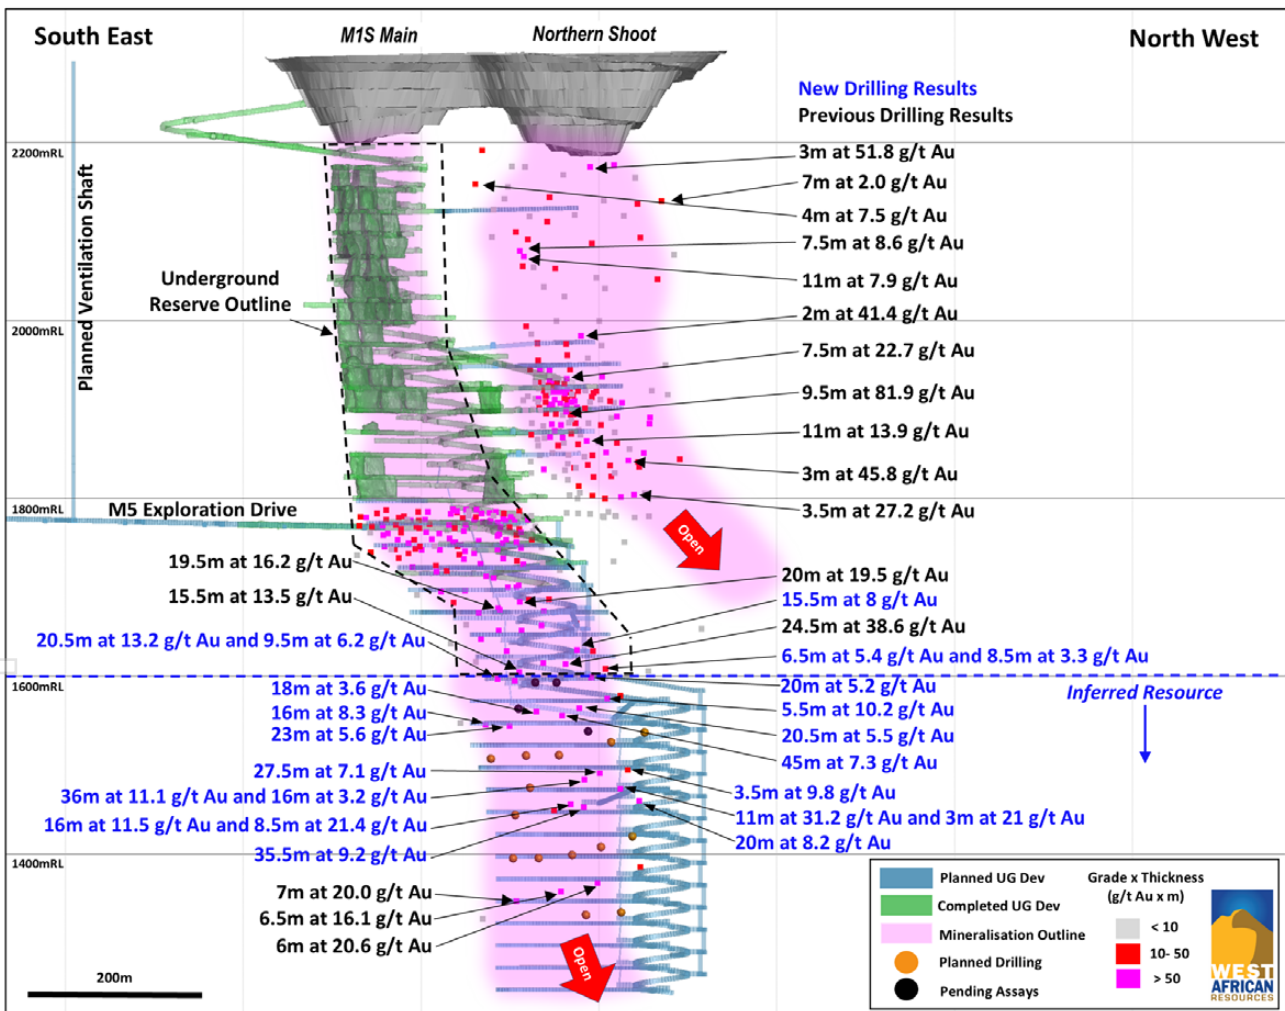 South East
M1S Main
Northern Shoot
North West
New Drilling Results
Previous Drilling Results
2200mRL
3m at 51.8 g/t Au
7m at 2.0 g/t Au
4m at 7.5 g/t Au
7.5m at 8.6 g/t Au
11m at 7.9 g/t Au
Planned Ventilation Shaft
Underground
Reserve Outline
2m at 41.4 g/t Au
2000mRL
7.5m at 22.7 g/t Au
9.5m at 81.9 g/t Au
11m at 13.9 g/t Au
3m at 45.8 g/t Au
1800mRL
M5 Exploration Drive
3.5m at 27.2 g/t Au
Open
19.5m at 16.2 g/t Au
15.5m at 13.5 g/t Au
20.5m at 13.2 g/t Au and 9.5m at 6.2 g/t Au
20m at 19.5 g/t Au
15.5m at 8 g/t Au
24.5m at 38.6 g/t Au
6.5m at 5.4 g/t Au and 8.5m at 3.3 g/t Au
1600mRL
18m at 3.6 g/t Au
16m at 8.3 g/t Au
23m at 5.6 g/t Au
20m at 5.2 g/t Au
5.5m at 10.2 g/t Au
20.5m at 5.5 g/t Au
45m at 7.3 g/t Au
Inferred Resource
27.5m at 7.1 g/t Au
36m at 11.1 g/t Au and 16m at 3.2 g/t Au
16m at 11.5 g/t Au and 8.5m at 21.4 g/t Au
35.5m at 9.2 g/t Au
3.5m at 9.8 g/t Au
11m at 31.2 g/t Au and 3m at 21 g/t Au
20m at 8.2 g/t Au
1400mRL
7m at 20.0 g/t Au
6.5m at 16.1 g/t Au
6m at 20.6 g/t Au
Open
200m
Planned UG Dev
Completed UG Dev
Mineralisation Outline
Planned Drilling
Pending Assays
Grade x Thickness
(g/t Au x m)
< 10
10- 50
> 50
WEST
AFRICAN
RESOURCES